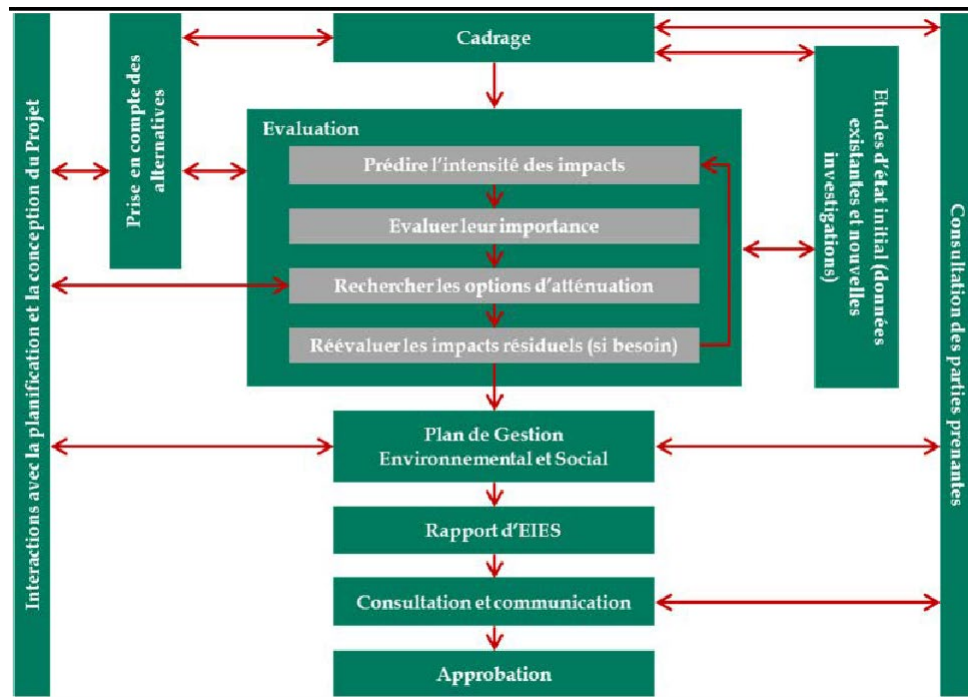 Cadrage
Interactions avec la planification et la conception du Projet
Prise en compte des
alternatives
Evaluation
Prédire l'intensité des impacts
Evaluer leur importance
Rechercher les options d'atténuation
Réévaluer les impacts résiduels (si besoin)
Etudes d'état initial (données
existantes et nouvelles
investigations)
Consultation des parties prenantes
Plan de Gestion
Environnemental et Social
Rapport d'EIES
Consultation et communication
Approbation